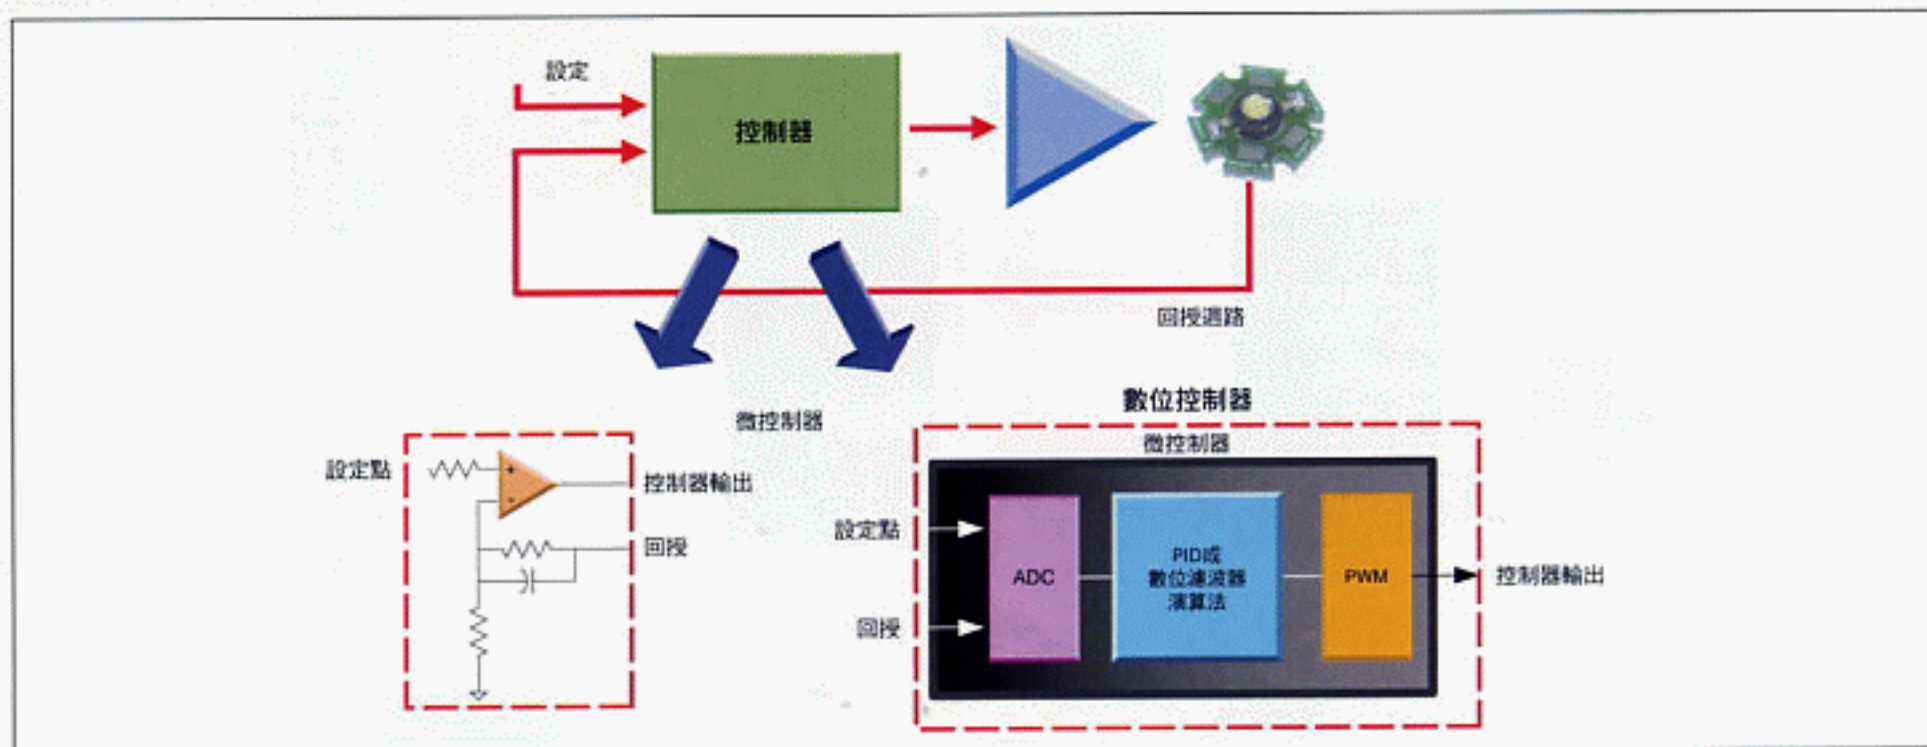 設定
控制器
回授迴路
微控制器
設定點
+
-
控制器輸出
回授
數位控制器
微控制器
設定點
回授
ADC
PID或
數位濾波器
演算法
PWM
控制器輸出